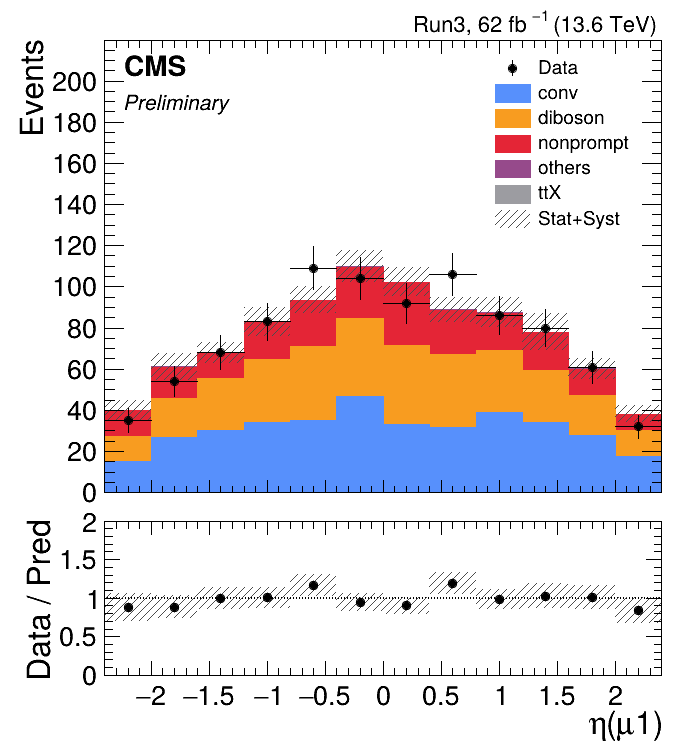 Run3, 62 fb⁻¹ (13.6 TeV)
CMS
Preliminary
Events
Data
conv
diboson
nonprompt
others
ttX
Stat+Syst
200
180
160
140
120
100
80
60
40
20
0
Data / Pred
2
1.5
1
0.5
0
−2 −1.5 −1 −0.5 0 0.5 1 1.5 2
η(μ1)